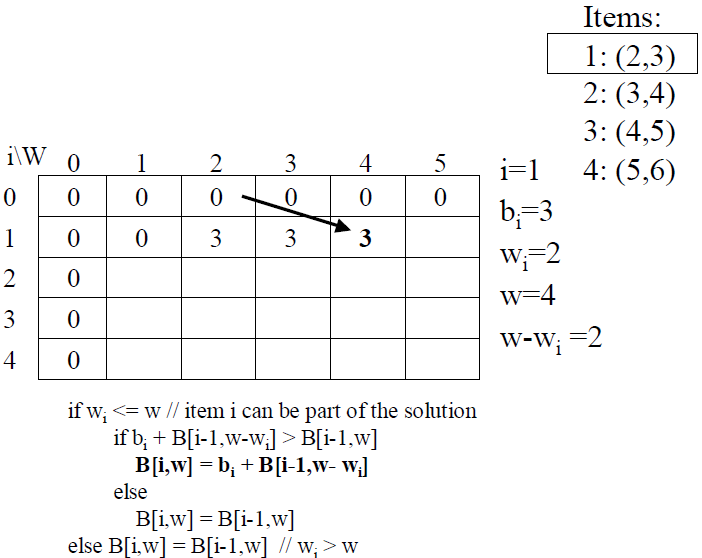 Items:
1: (2,3)
2: (3,4)
3: (4,5)
4: (5,6)
i\W 0 1 2 3 4 5
0 0 0 0 0 0 0
1 0 0 3 3 3
2 0
3 0
4 0
i=1
bi=3
wi=2
w=4
w-wi =2
if wi <= w // item i can be part of the solution
if bi + B[i-1,w-wi] > B[i-1,w]
B[i,w] = bi + B[i-1,w- wi]
else
B[i,w] = B[i-1,w]
else B[i,w] = B[i-1,w] // wi > w